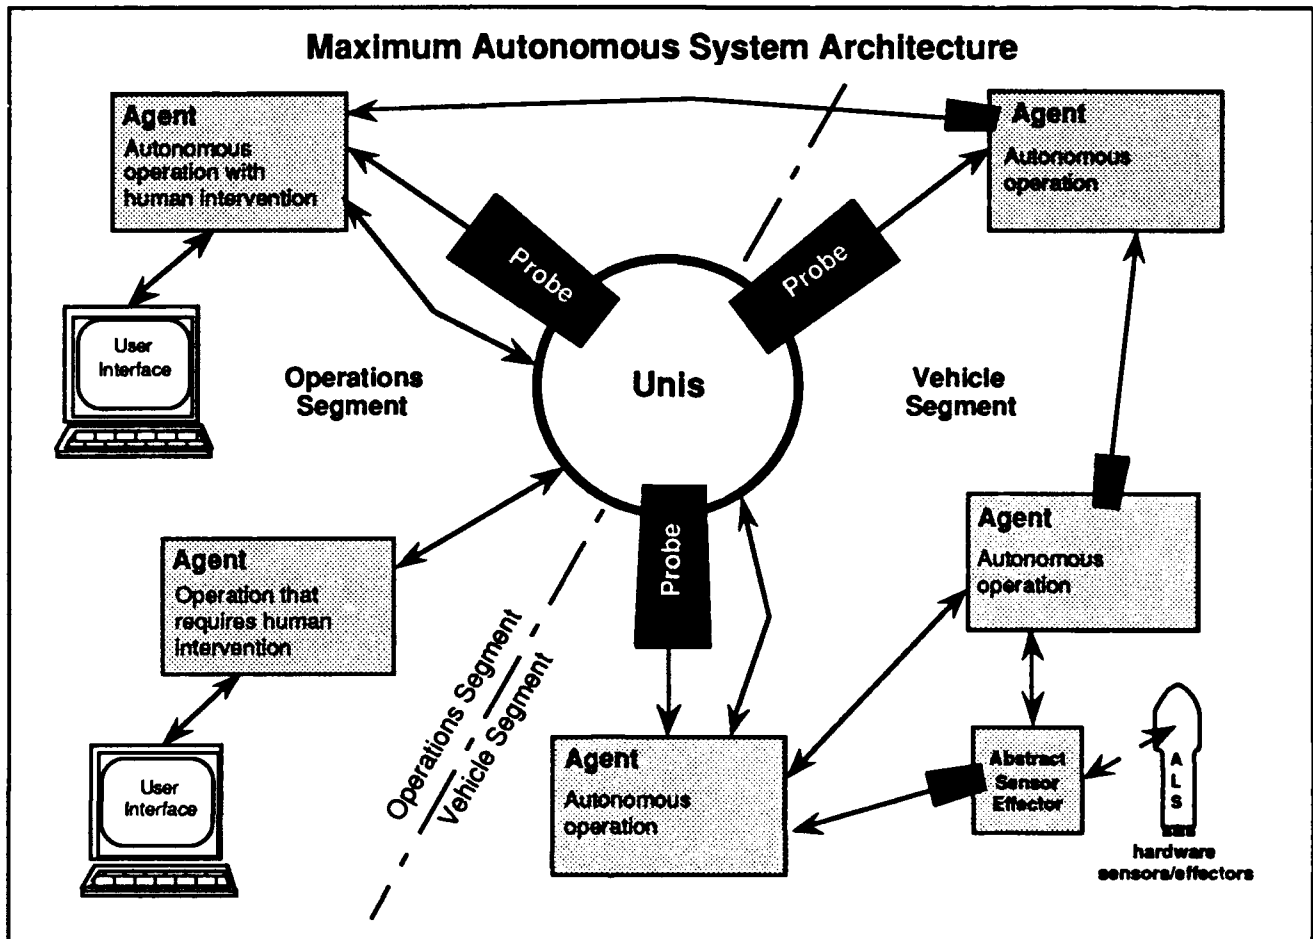 Maximum Autonomous System Architecture
Agent
Autonomous
operation with
human intervention
Agent
Autonomous
operation
Probe
Probe
User
Interface
Operations
Segment
Unis
Vehicle
Segment
Probe
Agent
Operation that
requires human
intervention
Agent
Autonomous
operation
Operations Segment
Vehicle Segment
User
Interface
Agent
Autonomous
operation
Abstract
Sensor
Effector
A
L
S
hardware
sensors/effectors